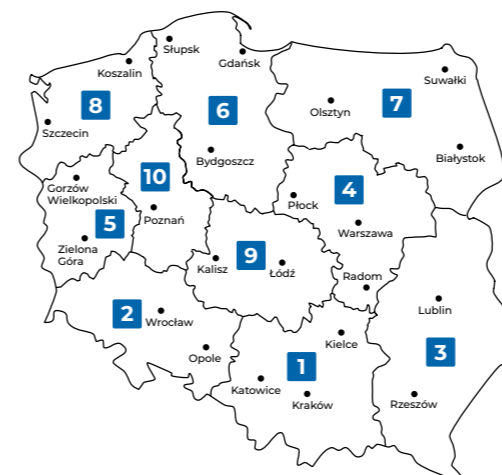 Słupsk
Koszalin
Gdańsk
Suwałki
8
6
7
Olsztyn
Szczecin
Bydgoszcz
Białystok
10
Gorzów
Wielkopolski
4
Płock
5
Poznań
Warszawa
Zielona
Góra
Kalisz
9
Łódź
Radom
2
Wrocław
Lublin
Kielce
3
Opole
1
Katowice
Kraków
Rzeszów